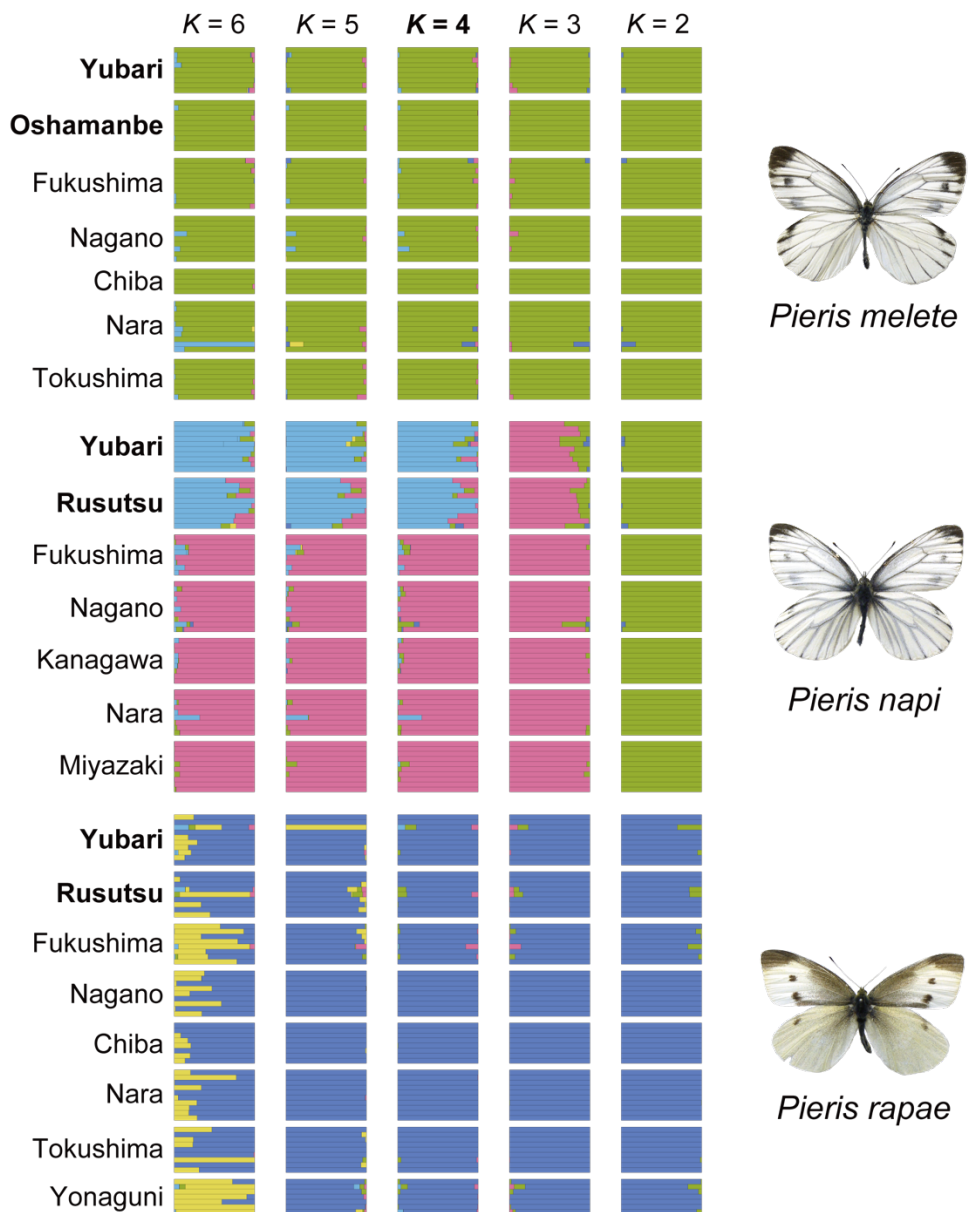 K = 6 K = 5 K = 4 K = 3 K = 2
Yubari
Oshamanbe
Fukushima
Nagano
Chiba
Nara
Tokushima
Pieris melete
Yubari
Rusutsu
Fukushima
Nagano
Kanagawa
Nara
Miyazaki
Pieris napi
Yubari
Rusutsu
Fukushima
Nagano
Chiba
Nara
Tokushima
Yonaguni
Pieris rapae